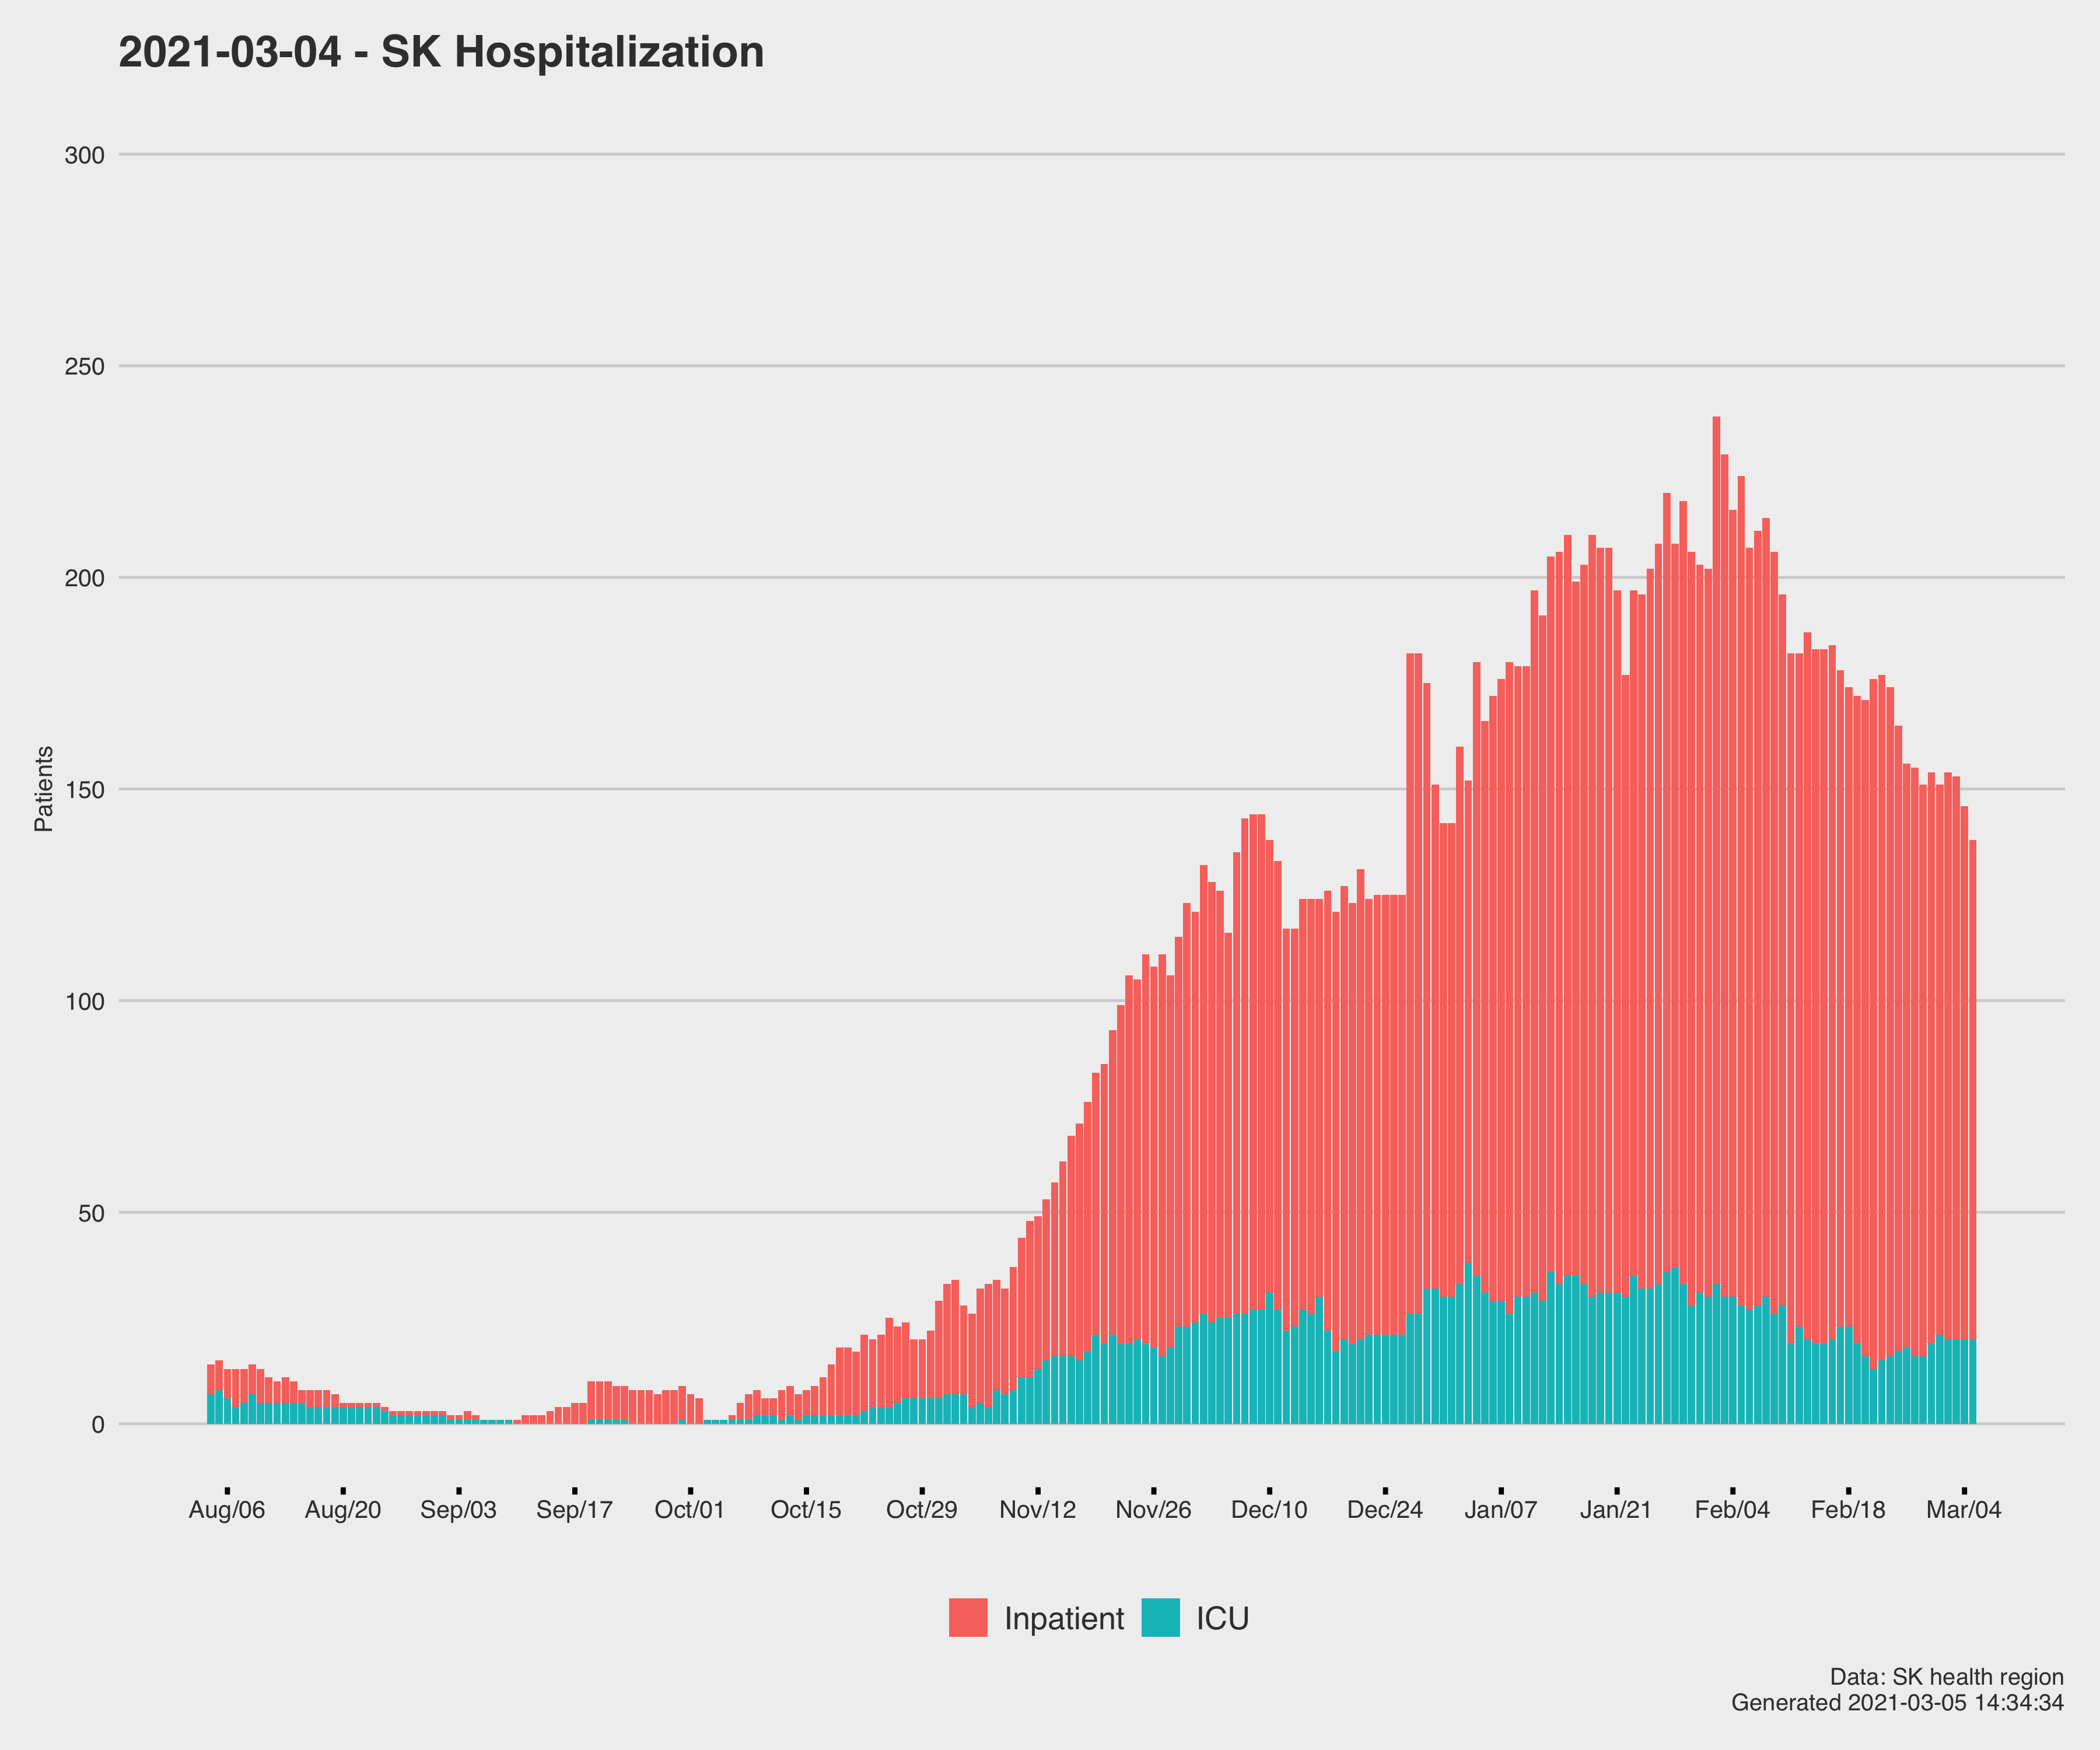 2021-03-04 - SK Hospitalization
300
250
200
150
100
50
0
Patients
Aug/06 Aug/20 Sep/03 Sep/17 Oct/01 Oct/15 Oct/29 Nov/12 Nov/26 Dec/10 Dec/24 Jan/07 Jan/21 Feb/04 Feb/18 Mar/04
Inpatient ICU
Data: SK health region
Generated 2021-03-05 14:34:34